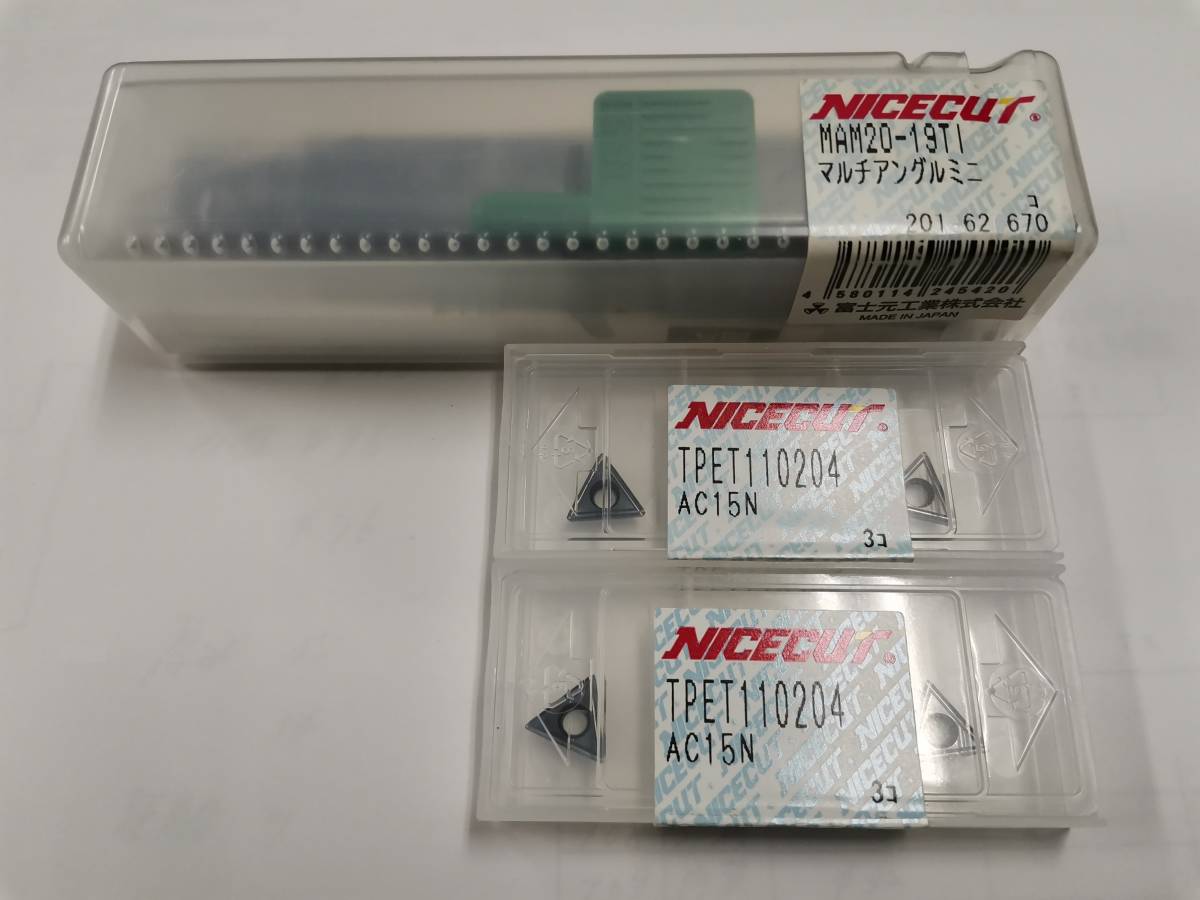 NICECUT®
MAM20-19TI
マルチアングルミニ
コ
201 62 670
4 580114 245420
富士元工業株式会社
MADE IN JAPAN
NICECUT®
TPET110204
AC15N
3コ
NICECUT®
TPET110204
AC15N
3コ